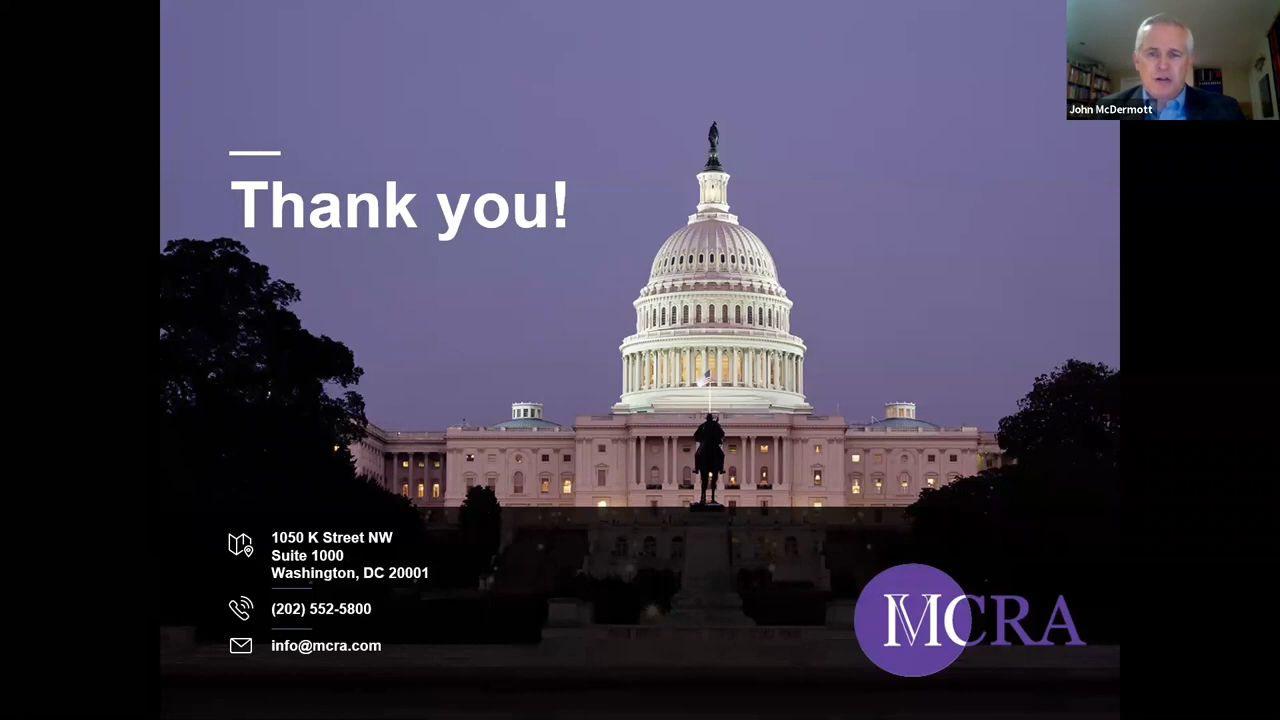 John McDermott
Thank you!
1050 K Street NW
Suite 1000
Washington, DC 20001
(202) 552-5800
info@mcra.com
MCRA